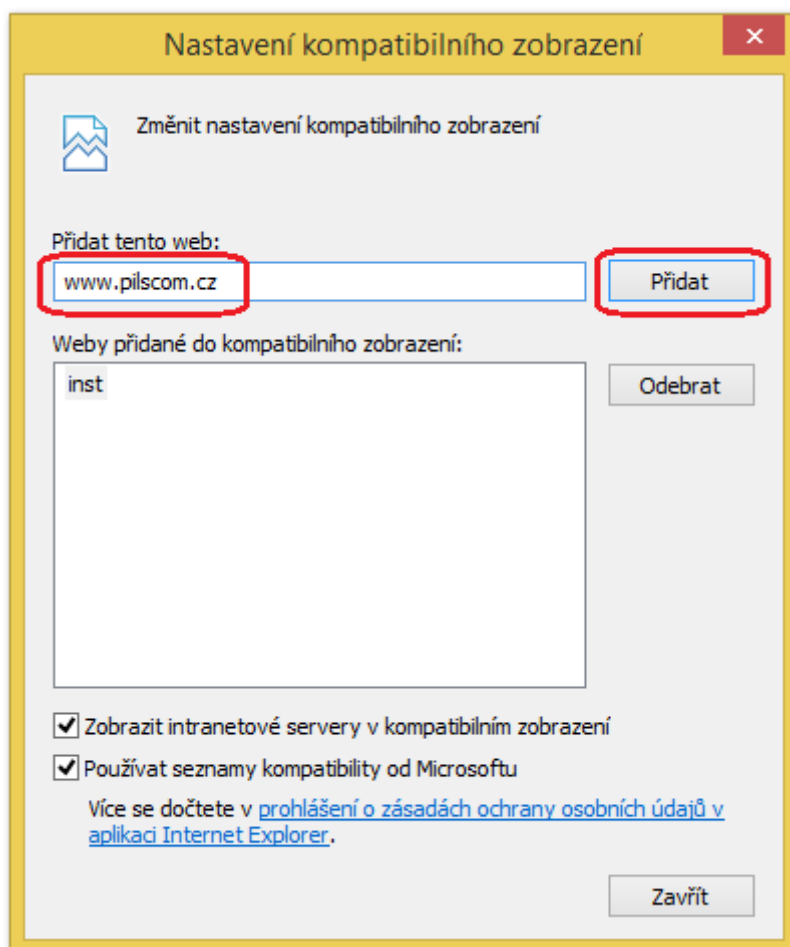 Nastavení kompatibilního zobrazení
Změnit nastavení kompatibilního zobrazení
Přidat tento web:
www.pilscom.cz
Přidat
Weby přidané do kompatibilního zobrazení:
inst
Odebrat
Zobrazit intranetové servery v kompatibilním zobrazení
Používat seznamy kompatibility od Microsoftu
Více se dočtete v prohlášení o zásadách ochrany osobních údajů v
aplikaci Internet Explorer.
Zavřít